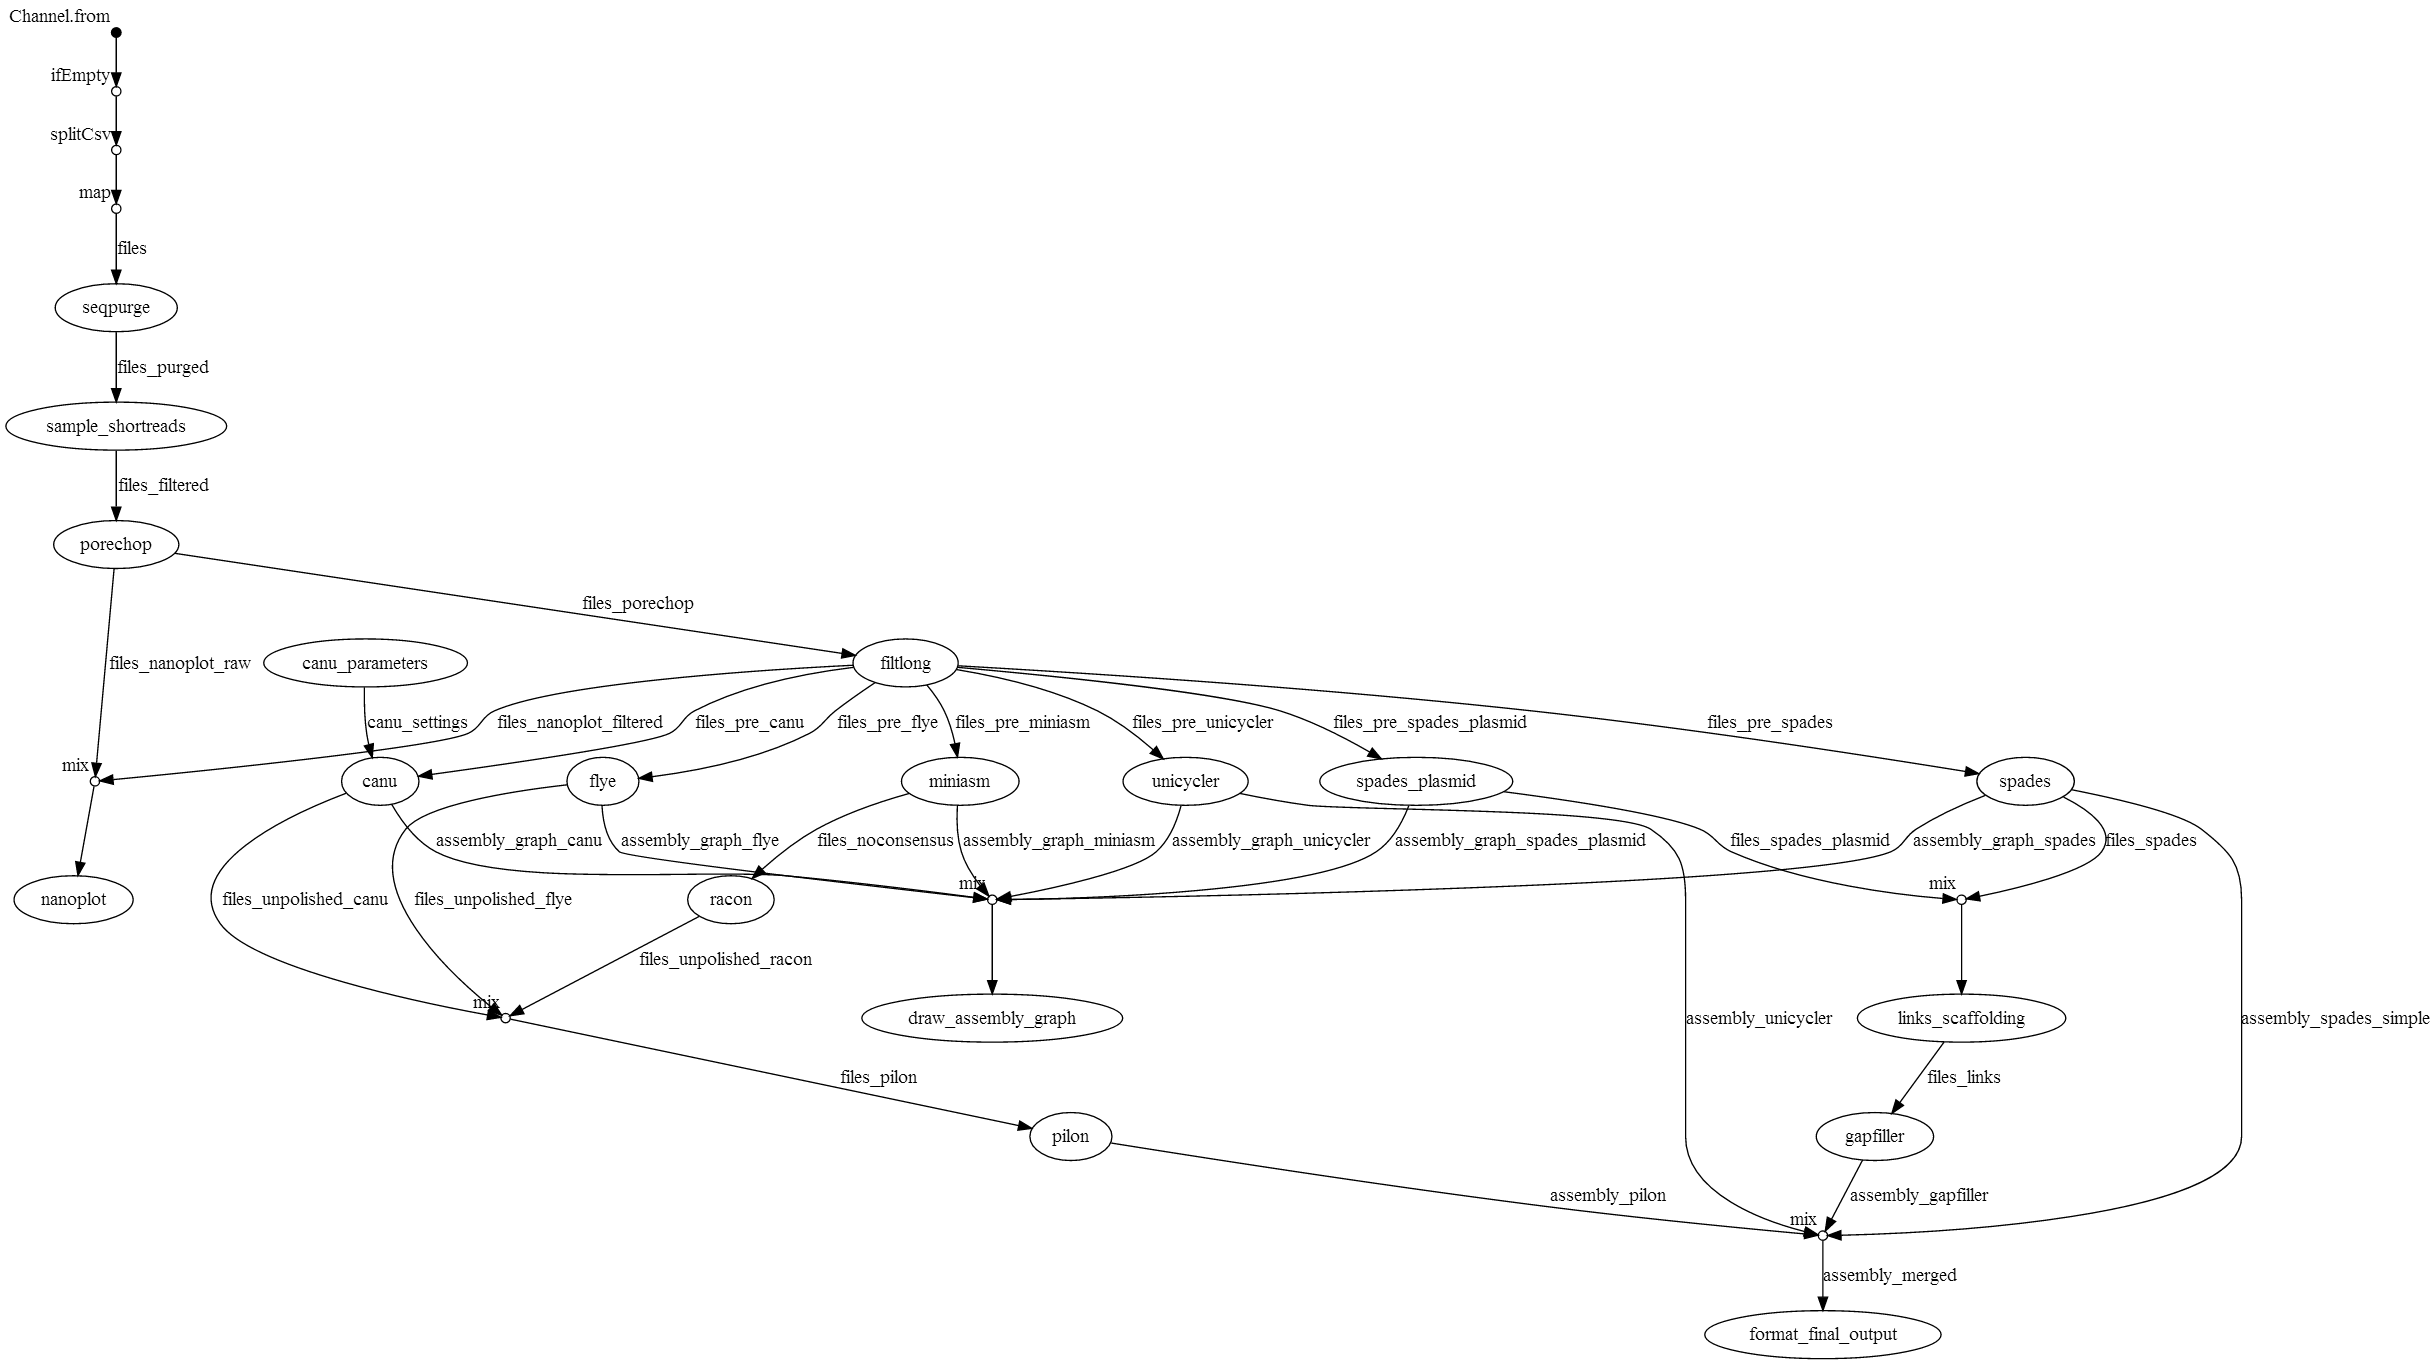 Channel.from
ifEmpty
splitCsv
map
files
seqpurge
files_purged
sample_shortreads
files_filtered
porechop
files_porechop
files_nanoplot_raw
canu_parameters
filtlong
canu_settings
files_nanoplot_filtered
files_pre_canu
files_pre_flye
files_pre_miniasm
files_pre_unicycler
files_pre_spades_plasmid
files_pre_spades
mix
canu
flye
miniasm
unicycler
spades_plasmid
spades
assembly_graph_canu
assembly_graph_flye
files_noconsensus
assembly_graph_miniasm
assembly_graph_unicycler
assembly_graph_spades_plasmid
files_spades_plasmid
assembly_graph_spades
files_spades
mix
mix
nanoplot
files_unpolished_canu
files_unpolished_flye
racon
files_unpolished_racon
mix
draw_assembly_graph
assembly_unicycler
links_scaffolding
assembly_spades_simple
files_pilon
files_links
pilon
gapfiller
assembly_pilon
assembly_gapfiller
mix
assembly_merged
format_final_output